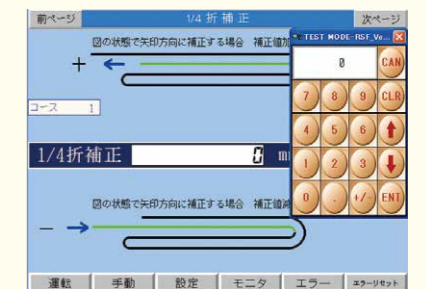 前ページ 1/4 折 補 正 次ページ
図の状態で矢印方向に補正する場合 補正値加
TEST MODE-RSF_Vo...
0 CAN
+
7 8 9 CLR
コース 1
4 5 6
1/4折補正 0 m
1 2 3
0 . +/- ENT
図の状態で矢印方向に補正する場合 補正値減
−
運転 手動 設定 モニタ エラー エラーリセット